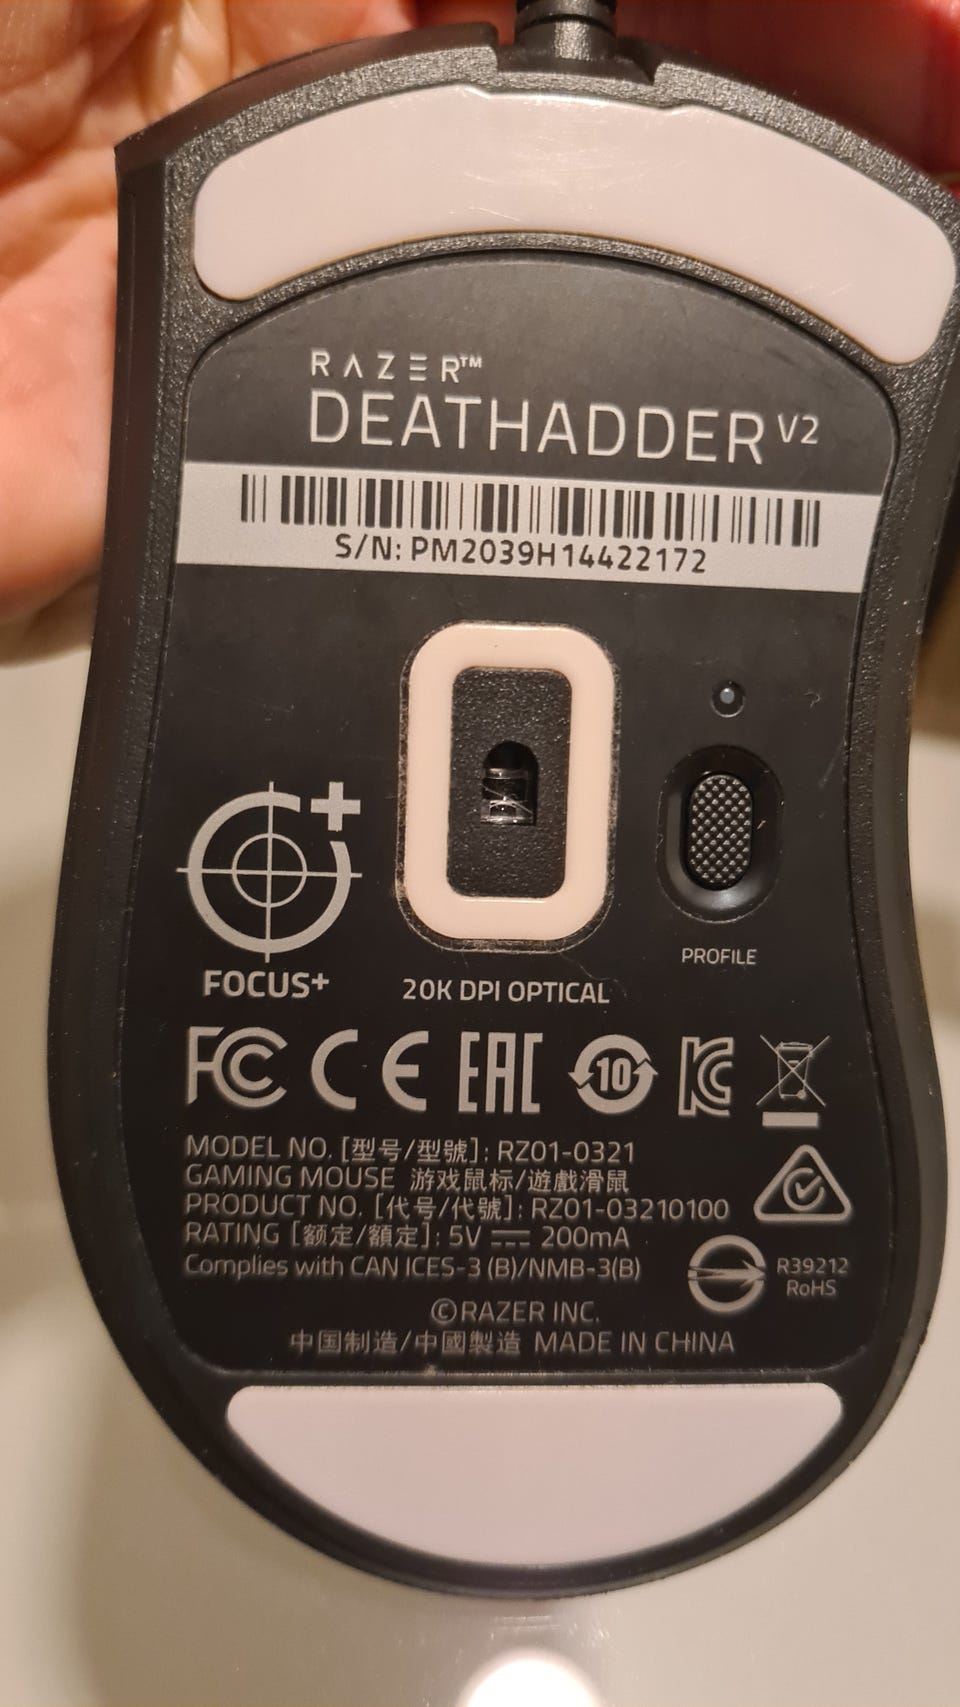 RAZER™
DEATHADDER V2
S/N: PM2039H14422172
PROFILE
FOCUS+
20K DPI OPTICAL
FC CE EAC 10 KC
MODEL NO. [型号/型號]: RZ01-0321
GAMING MOUSE 游戏鼠标/遊戲滑鼠
PRODUCT NO. [代号/代號]: RZ01-03210100
RATING [额定/額定]: 5V ⎓ 200mA
Complies with CAN ICES-3 (B)/NMB-3(B)
R39212
RoHS
©RAZER INC.
中国制造/中國製造 MADE IN CHINA